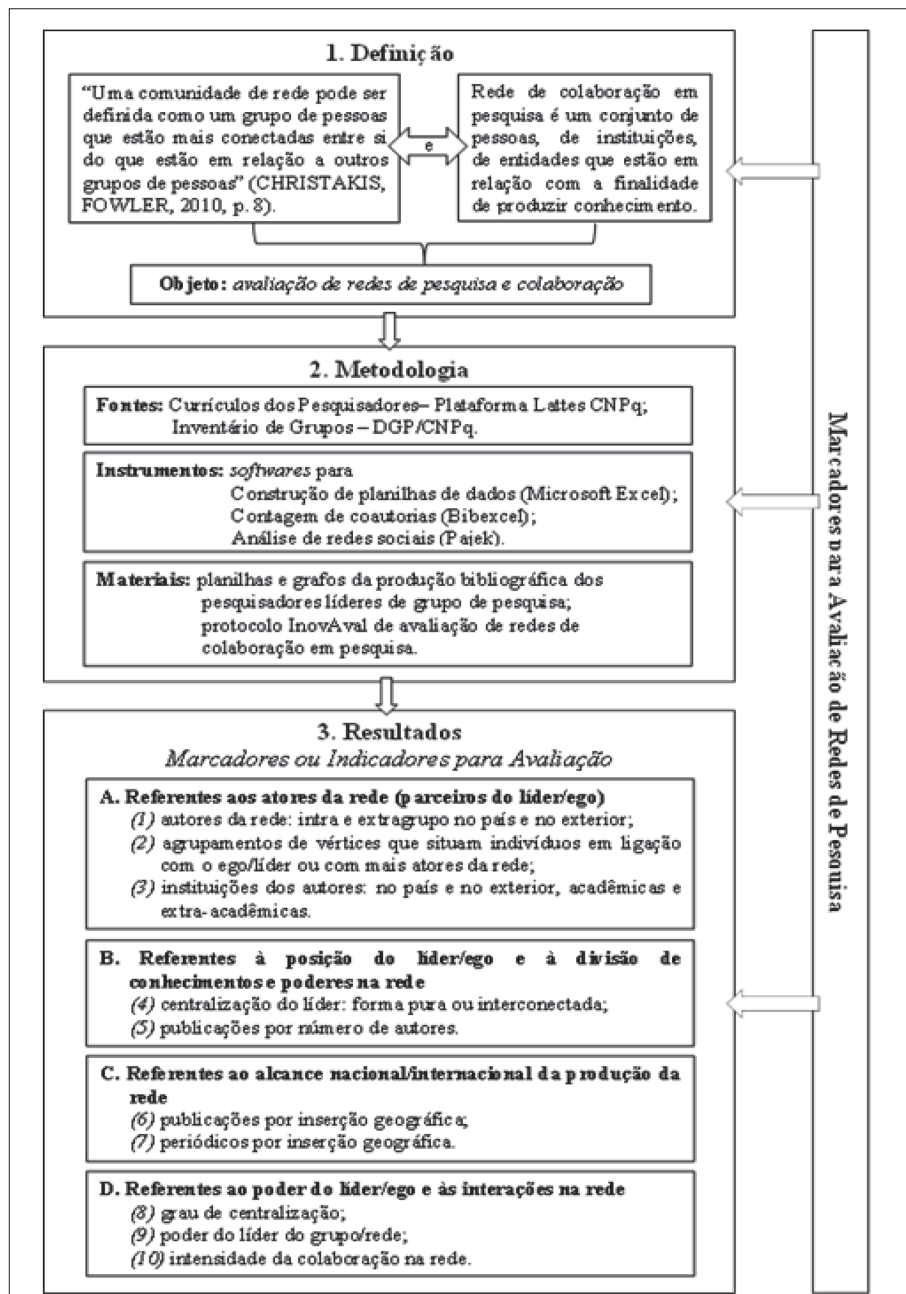 1. Definição
“Uma comunidade de rede pode ser
definida como um grupo de pessoas
que estão mais conectadas entre si
do que estão em relação a outros
grupos de pessoas” (CHRISTAKIS,
FOWLER, 2010, p. 8).
e
Rede de colaboração em
pesquisa é um conjunto de
pessoas, de instituições,
de entidades que estão em
relação com a finalidade
de produzir conhecimento.
Objeto: avaliação de redes de pesquisa e colaboração
2. Metodologia
Fontes: Currículos dos Pesquisadores– Plataforma Lattes CNPq;
Inventário de Grupos – DGP/CNPq.
Instrumentos: softwares para
Construção de planilhas de dados (Microsoft Excel);
Contagem de coautorias (Bibexcel);
Análise de redes sociais (Pajek).
Materiais: planilhas e grafos da produção bibliográfica dos
pesquisadores líderes de grupo de pesquisa;
protocolo InovAval de avaliação de redes de
colaboração em pesquisa.
3. Resultados
Marcadores ou Indicadores para Avaliação
A. Referentes aos atores da rede (parceiros do líder/ego)
(1) autores da rede: intra e extragrupo no país e no exterior;
(2) agrupamentos de vértices que situam indivíduos em ligação
com o ego/líder ou com mais atores da rede;
(3) instituições dos autores: no país e no exterior, acadêmicas e
extra-acadêmicas.
B. Referentes à posição do líder/ego e à divisão de
conhecimentos e poderes na rede
(4) centralização do líder: forma pura ou interconectada;
(5) publicações por número de autores.
C. Referentes ao alcance nacional/internacional da produção da
rede
(6) publicações por inserção geográfica;
(7) periódicos por inserção geográfica.
D. Referentes ao poder do líder/ego e às interações na rede
(8) grau de centralização;
(9) poder do líder do grupo/rede;
(10) intensidade da colaboração na rede.
Marcadores para Avaliação de Redes de Pesquisa